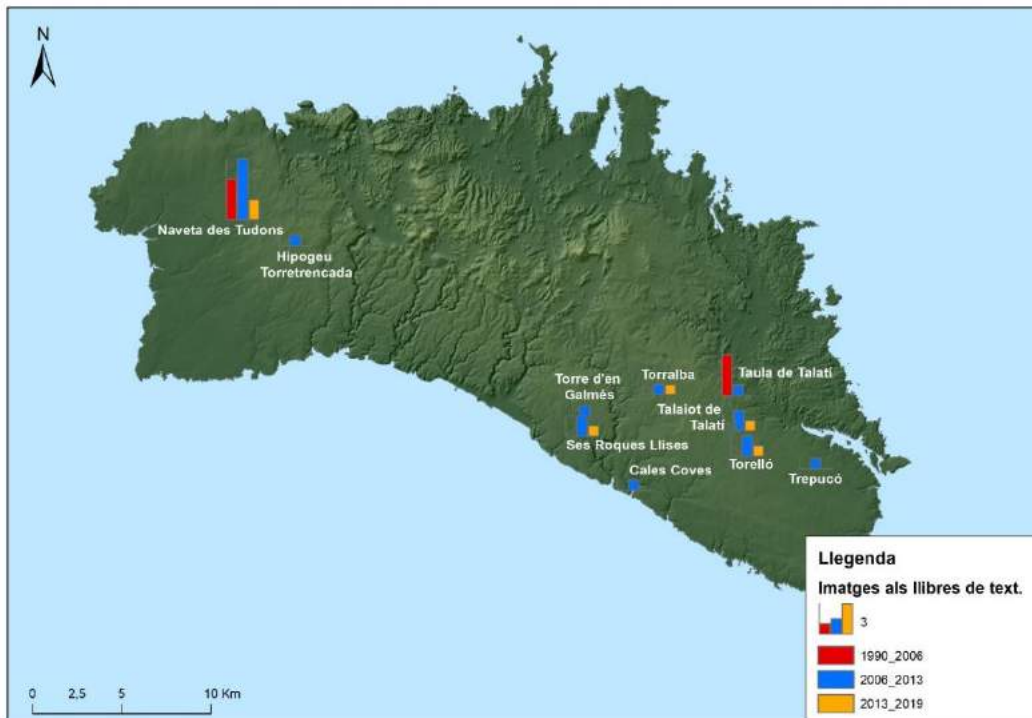 N
Naveta des Tudons
Hipogeu
Torretrencada
Torre d'en
Galmés
Torralba
Taula de Talatí
Talaiot de
Talatí
Ses Roques Llises
Torelló
Cales Coves
Trepucó
Llegenda
Imatges als llibres de text.
3
1990_2006
2006_2013
2013_2019
0 2,5 5 10 Km